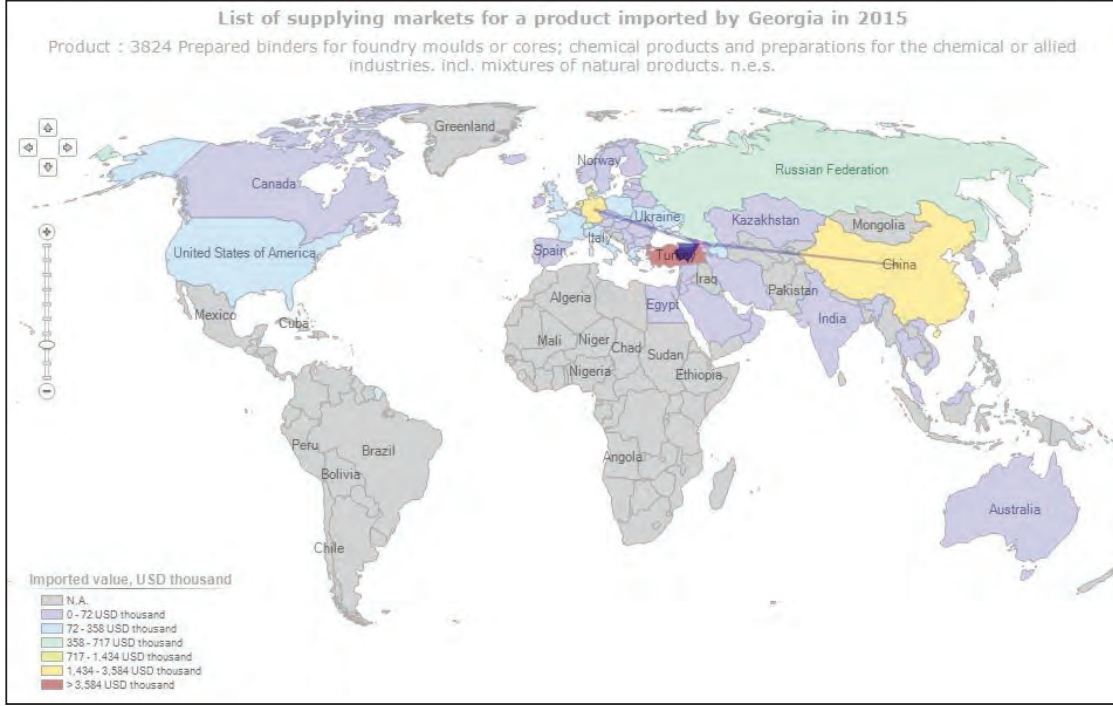 List of supplying markets for a product imported by Georgia in 2015
Product : 3824 Prepared binders for foundry moulds or cores; chemical products and preparations for the chemical or allied
industries, incl. mixtures of natural products, n.e.s.
Greenland
Norway
Russian Federation
Canada
Ukraine
Kazakhstan
Mongolia
United States of America
Italy
Spain
Turkey
China
Iraq
Pakistan
Algeria
Egypt
Mexico
Cuba
India
Mali
Niger
Chad
Sudan
Nigeria
Ethiopia
Peru
Brazil
Angola
Bolivia
Australia
Chile
Imported value, USD thousand
N.A.
0 - 72 USD thousand
72 - 358 USD thousand
358 - 717 USD thousand
717 - 1,434 USD thousand
1,434 - 3,584 USD thousand
> 3,584 USD thousand